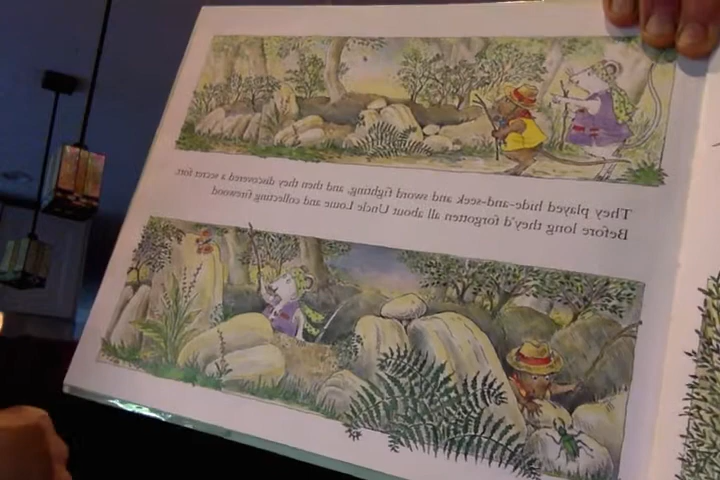 They played hide-and-seek and sword fighting, and then they discovered a secret fort.
Before long they'd forgotten all about Uncle Louie and collecting firewood.